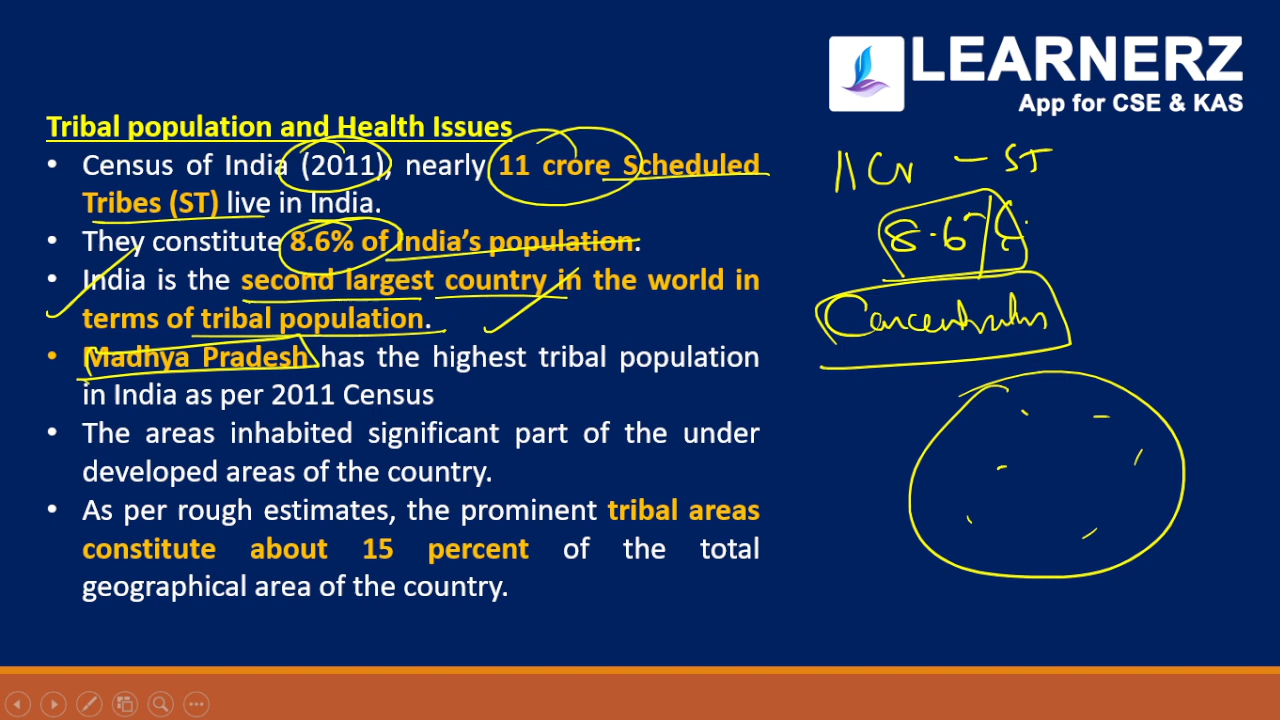 LEARNERZ
App for CSE & KAS
Tribal population and Health Issues
• Census of India (2011), nearly 11 crore Scheduled
Tribes (ST) live in India.
• They constitute 8.6% of India's population.
• India is the second largest country in the world in
terms of tribal population.
• Madhya Pradesh has the highest tribal population
in India as per 2011 Census
• The areas inhabited significant part of the under
developed areas of the country.
• As per rough estimates, the prominent tribal areas
constitute about 15 percent of the total
geographical area of the country.
11 Cr - ST
8.6%